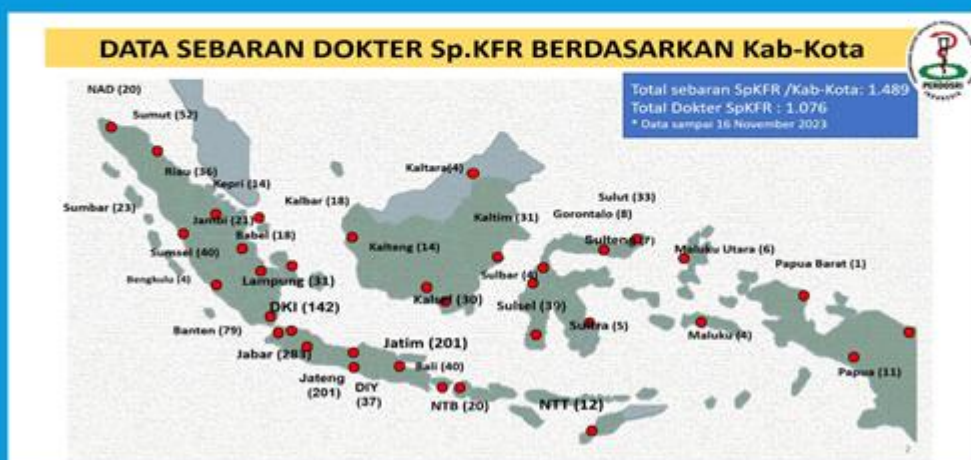 DATA SEBARAN DOKTER Sp.KFR BERDASARKAN Kab-Kota
PERDOSRI
INDONESIA
Total sebaran SpKFR /Kab-Kota: 1.489
Total Dokter SpKFR : 1.076
* Data sampai 16 November 2023
NAD (20)
Sumut (52)
Riau (36)
Kepri (14)
Kaltara(4)
Kalbar (18)
Sulut (33)
Sumbar (23)
Jambi (21)
Kaltim (31)
Gorontalo (8)
Babel (18)
Kalteng (14)
Sulteng (7)
Maluku Utara (6)
Sumsel (40)
Papua Barat (1)
Bengkulu (4)
Lampung (31)
Sulbar (4)
Kalsel (30)
Sulsel (39)
DKI (142)
Banten (79)
Sultra (5)
Maluku (4)
Jabar (283)
Jatim (201)
Bali (40)
Papua (11)
Jateng
(201)
DIY
(37)
NTB (20)
NTT (12)
2